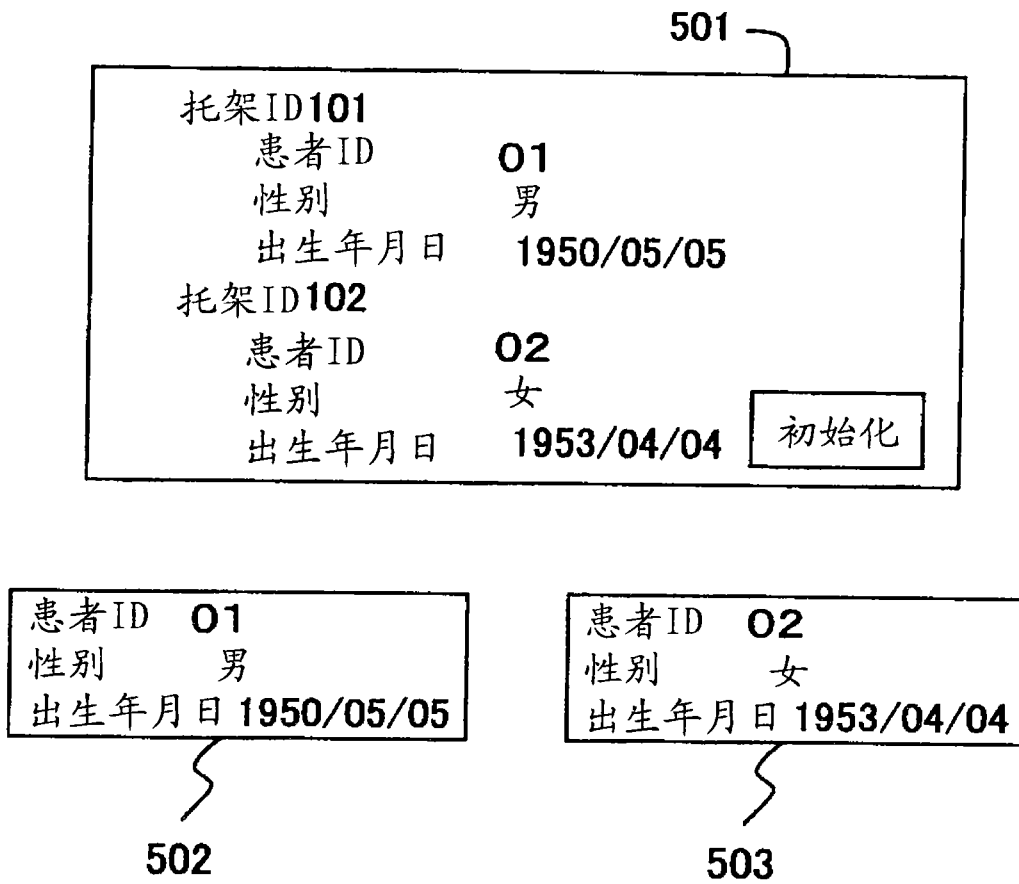 501
托架ID101
患者ID 01
性别 男
出生年月日 1950/05/05
托架ID102
患者ID 02
性别 女
出生年月日 1953/04/04
初始化
患者ID 01
性别 男
出生年月日 1950/05/05
患者ID 02
性别 女
出生年月日 1953/04/04
502
503